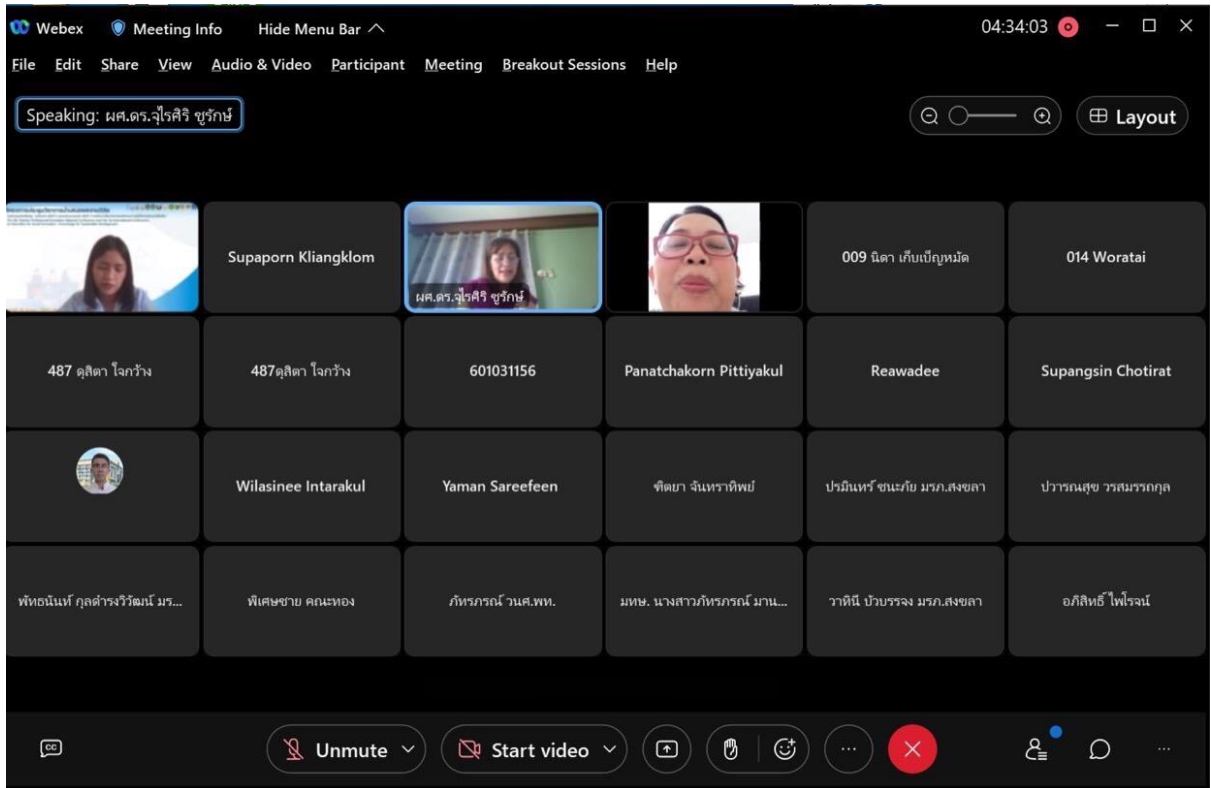 Webex Meeting Info Hide Menu Bar 04:34:03
File Edit Share View Audio & Video Participant Meeting Breakout Sessions Help
Speaking: ผศ.ดร.จุไรศิริ ชูรักษ์
Layout
Supaporn Kliangklom
ผศ.ดร.จุไรศิริ ชูรักษ์
009 นิดา เก็บเบ็ญหมัด
014 Woratai
487 ดุสิตา ใจกว้าง
487ดุสิตา ใจกว้าง
601031156
Panatchakorn Pittiyakul
Reawadee
Supangsin Chotirat
Wilasinee Intarakul
Yaman Sareefeen
ฑิตยา จันทราทิพย์
ปรมินทร์ ชนะภัย มรภ.สงขลา
ปวารณสุข วรสมรรถกุล
พัทธนันท์ กุลดำรงวิวัฒน์ มร...
พิเศษชาย คณะทอง
ภัทรภรณ์ วนศ.พท.
มทษ. นางสาวภัทรภรณ์ มาน...
วาทินี บัวบรรจง มรภ.สงขลา
อภิสิทธิ์ ไพโรจน์
CC
Unmute
Start video